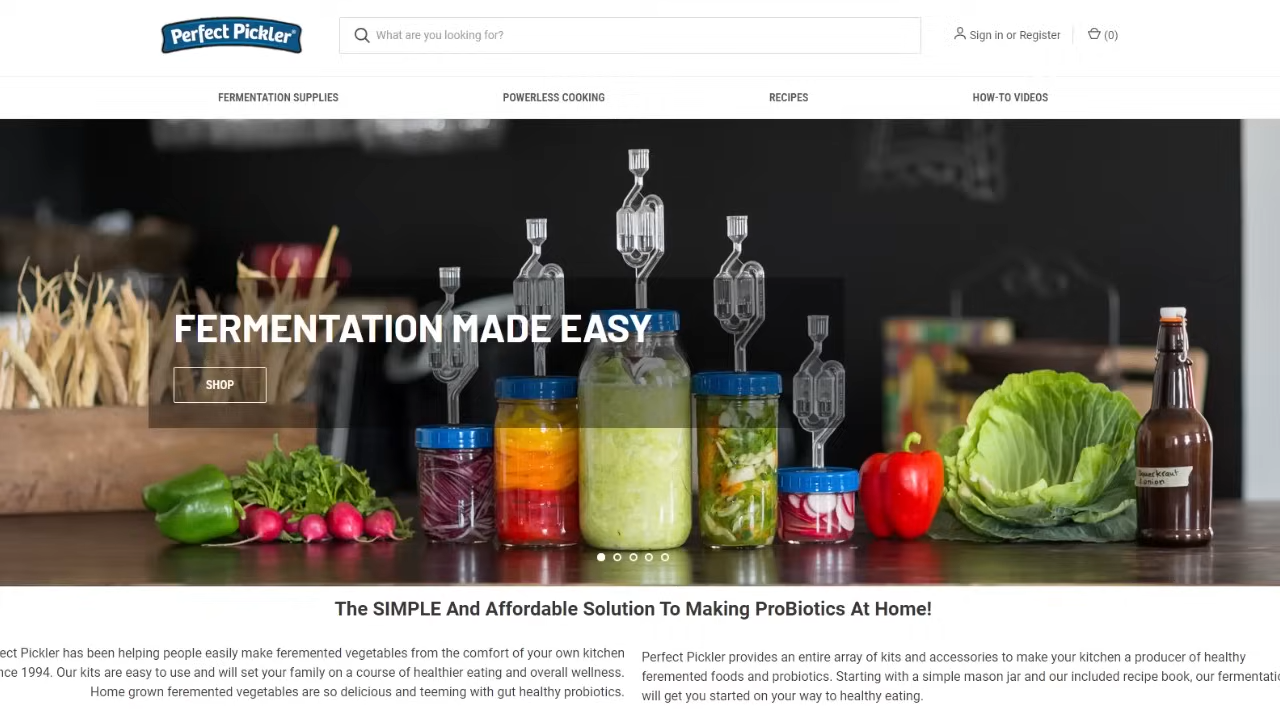 Perfect Pickler®
What are you looking for?
Sign in or Register
(0)
FERMENTATION SUPPLIES
POWERLESS COOKING
RECIPES
HOW-TO VIDEOS
FERMENTATION MADE EASY
SHOP
The SIMPLE And Affordable Solution To Making ProBiotics At Home!
Pickler has been helping people easily make feremented vegetables from the comfort of your own kitchen
1994. Our kits are easy to use and will set your family on a course of healthier eating and overall wellness.
Home grown feremented vegetables are so delicious and teeming with gut healthy probiotics.
Perfect Pickler provides an entire array of kits and accessories to make your kitchen a producer of healthy
feremented foods and probiotics. Starting with a simple mason jar and our included recipe book, our
will get you started on your way to healthy eating.